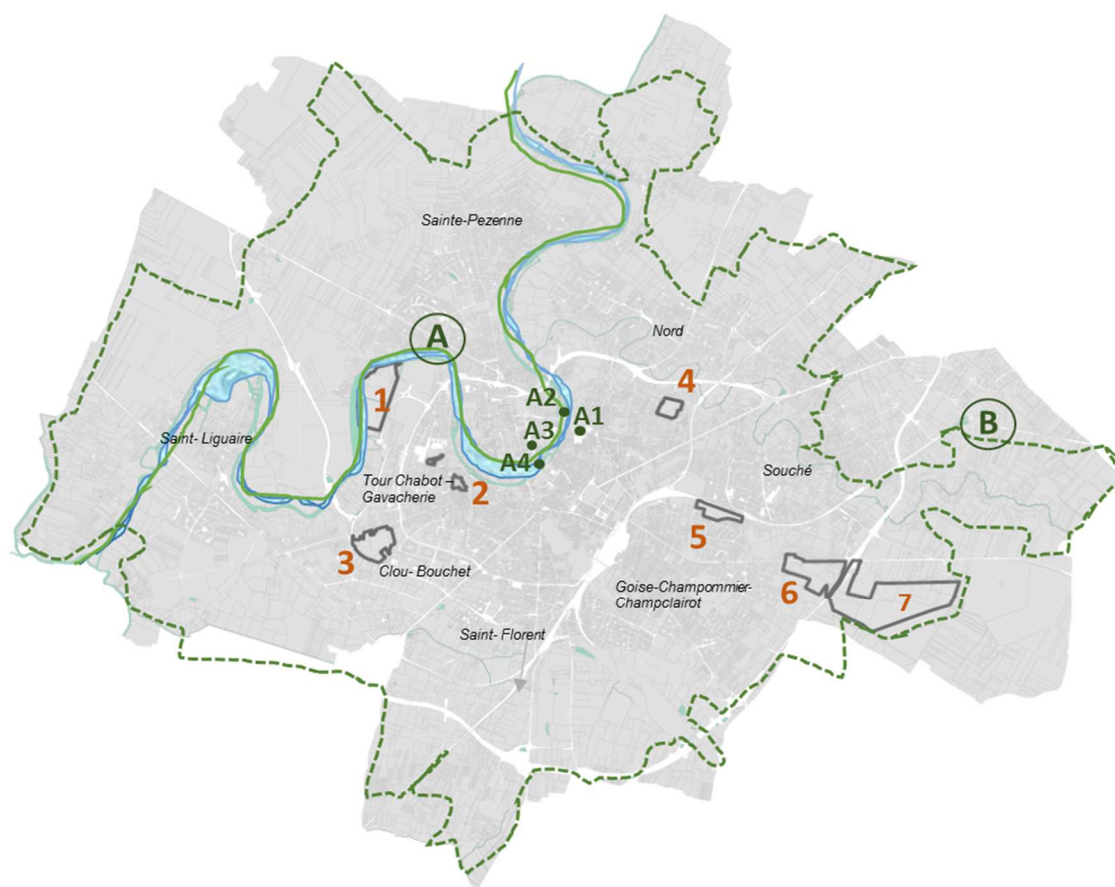 Sainte-Pezenne
Nord
A
4
1
A2
A1
A3
B
Saint- Liguaire
A4
Souché
Tour Chabot –
Gavacherie
2
5
3
Clou- Bouchet
6
Goise-Champommier-
Champclairot
7
Saint- Florent